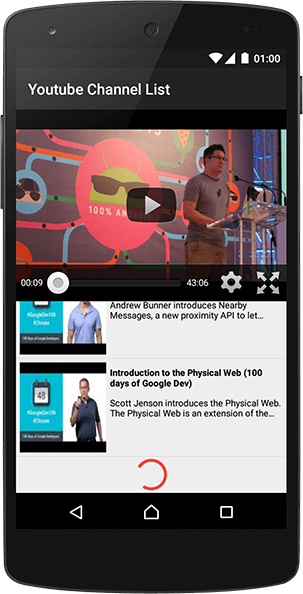 01:00
Youtube Channel List
100% AN
00:09
43:06
#GoogleDev100
#Chrome
100 Days of Google Developers
Andrew Bunner introduces Nearby
Messages, a new proximity API to let…
48
#GoogleDev100
#Chrome
100 Days of Google Developers
Introduction to the Physical Web (100
days of Google Dev)
Scott Jenson introduces the Physical Web.
The Physical Web is an extension of the…